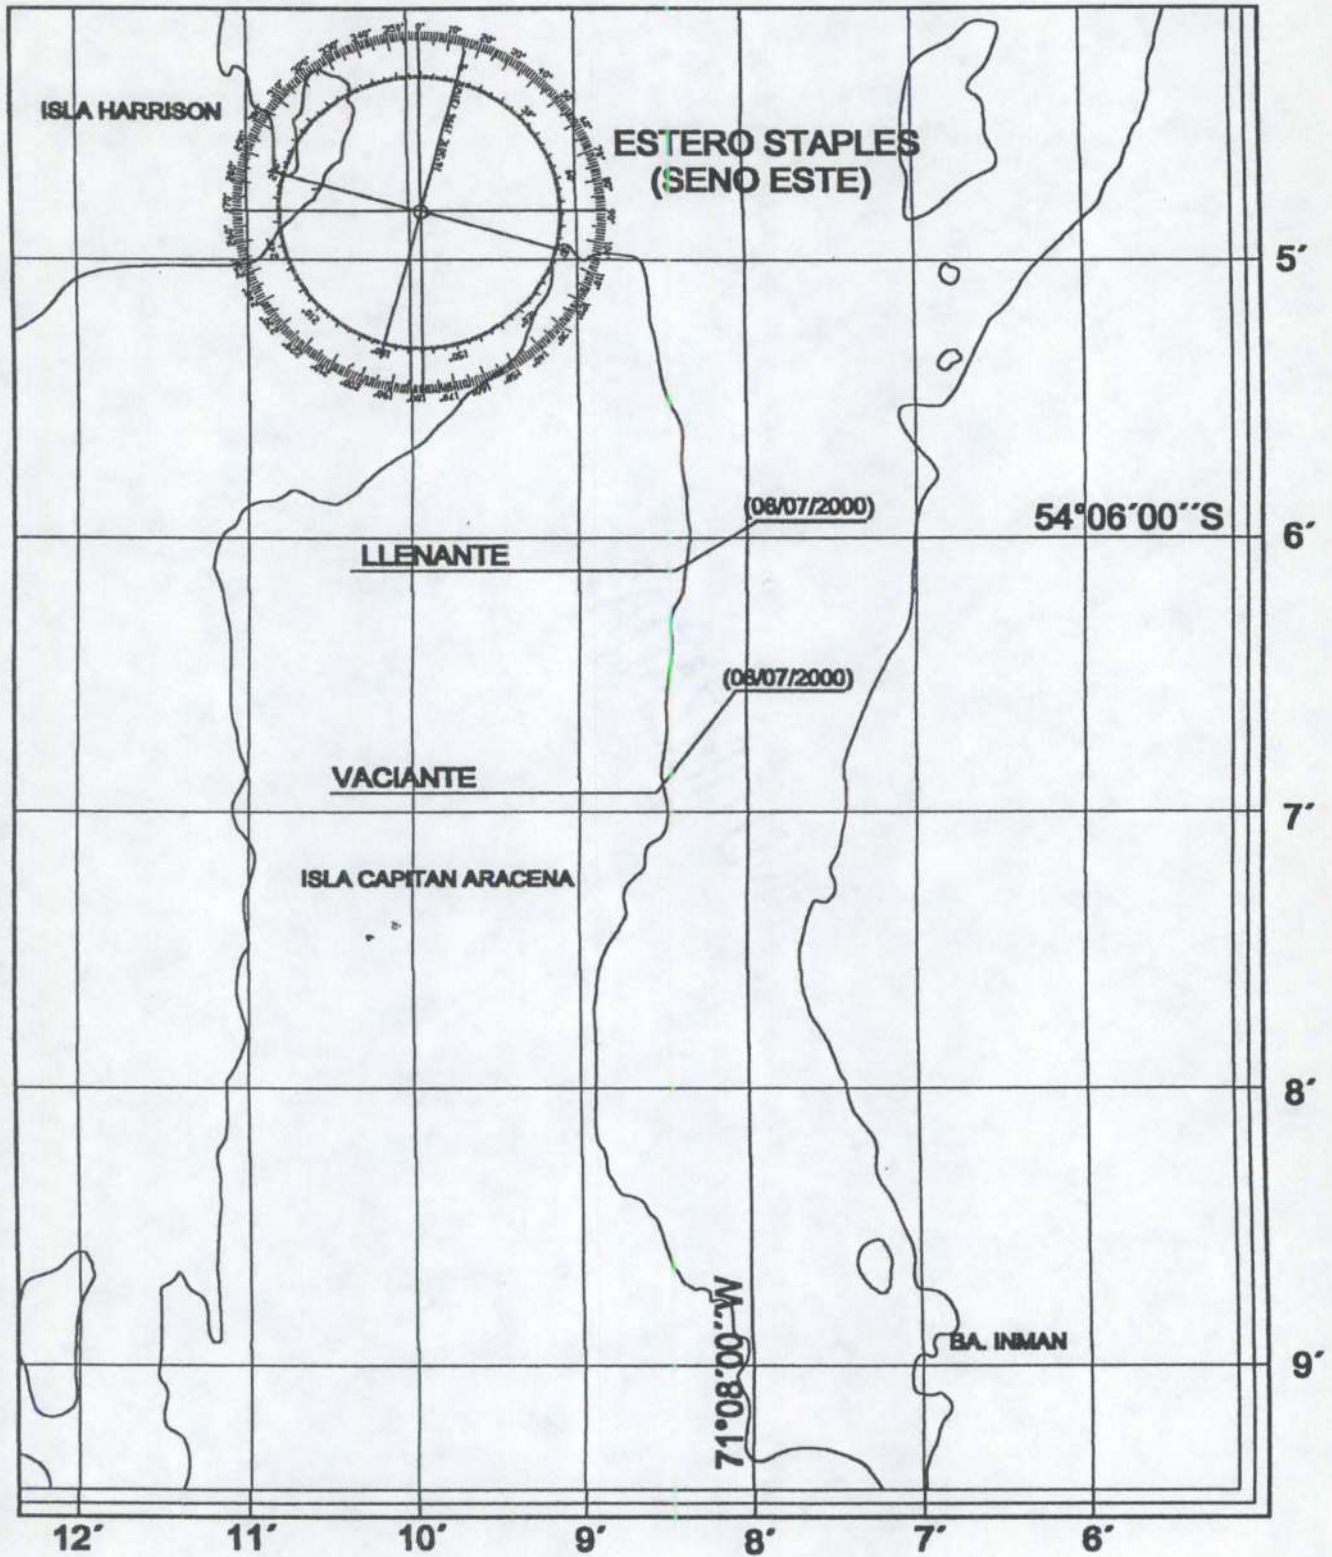 ISLA HARRISON
ESTERO STAPLES
(SENO ESTE)
5´
(08/07/2000)
54°06´00´´S
6´
LLENANTE
(08/07/2000)
VACIANTE
7´
ISLA CAPITAN ARACENA
8´
71°08´00´´W
BA. INMAN
9´
12´ 11´ 10´ 9´ 8´ 7´ 6´